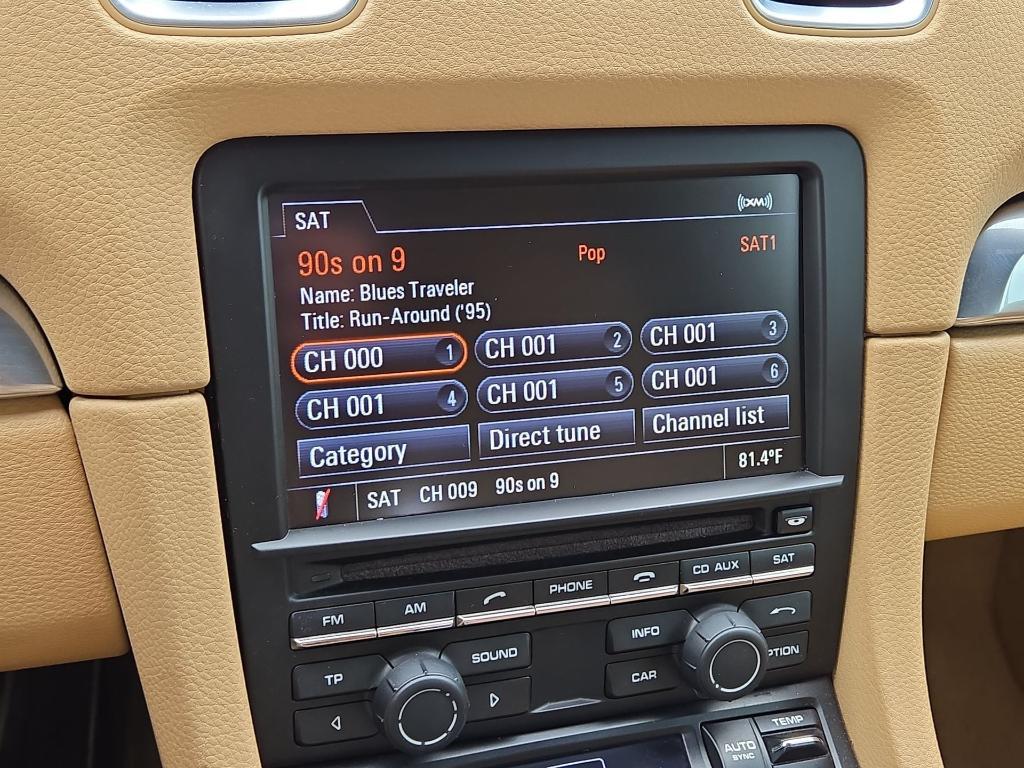 SAT
((XM))
90s on 9 Pop SAT1
Name: Blues Traveler
Title: Run-Around ('95)
CH 000 1 CH 001 2 CH 001 3
CH 001 4 CH 001 5 CH 001 6
Category Direct tune Channel list
SAT CH 009 90s on 9 81.4°F
FM AM PHONE CD AUX SAT
TP SOUND INFO
CAR PTION
AUTO SYNC TEMP